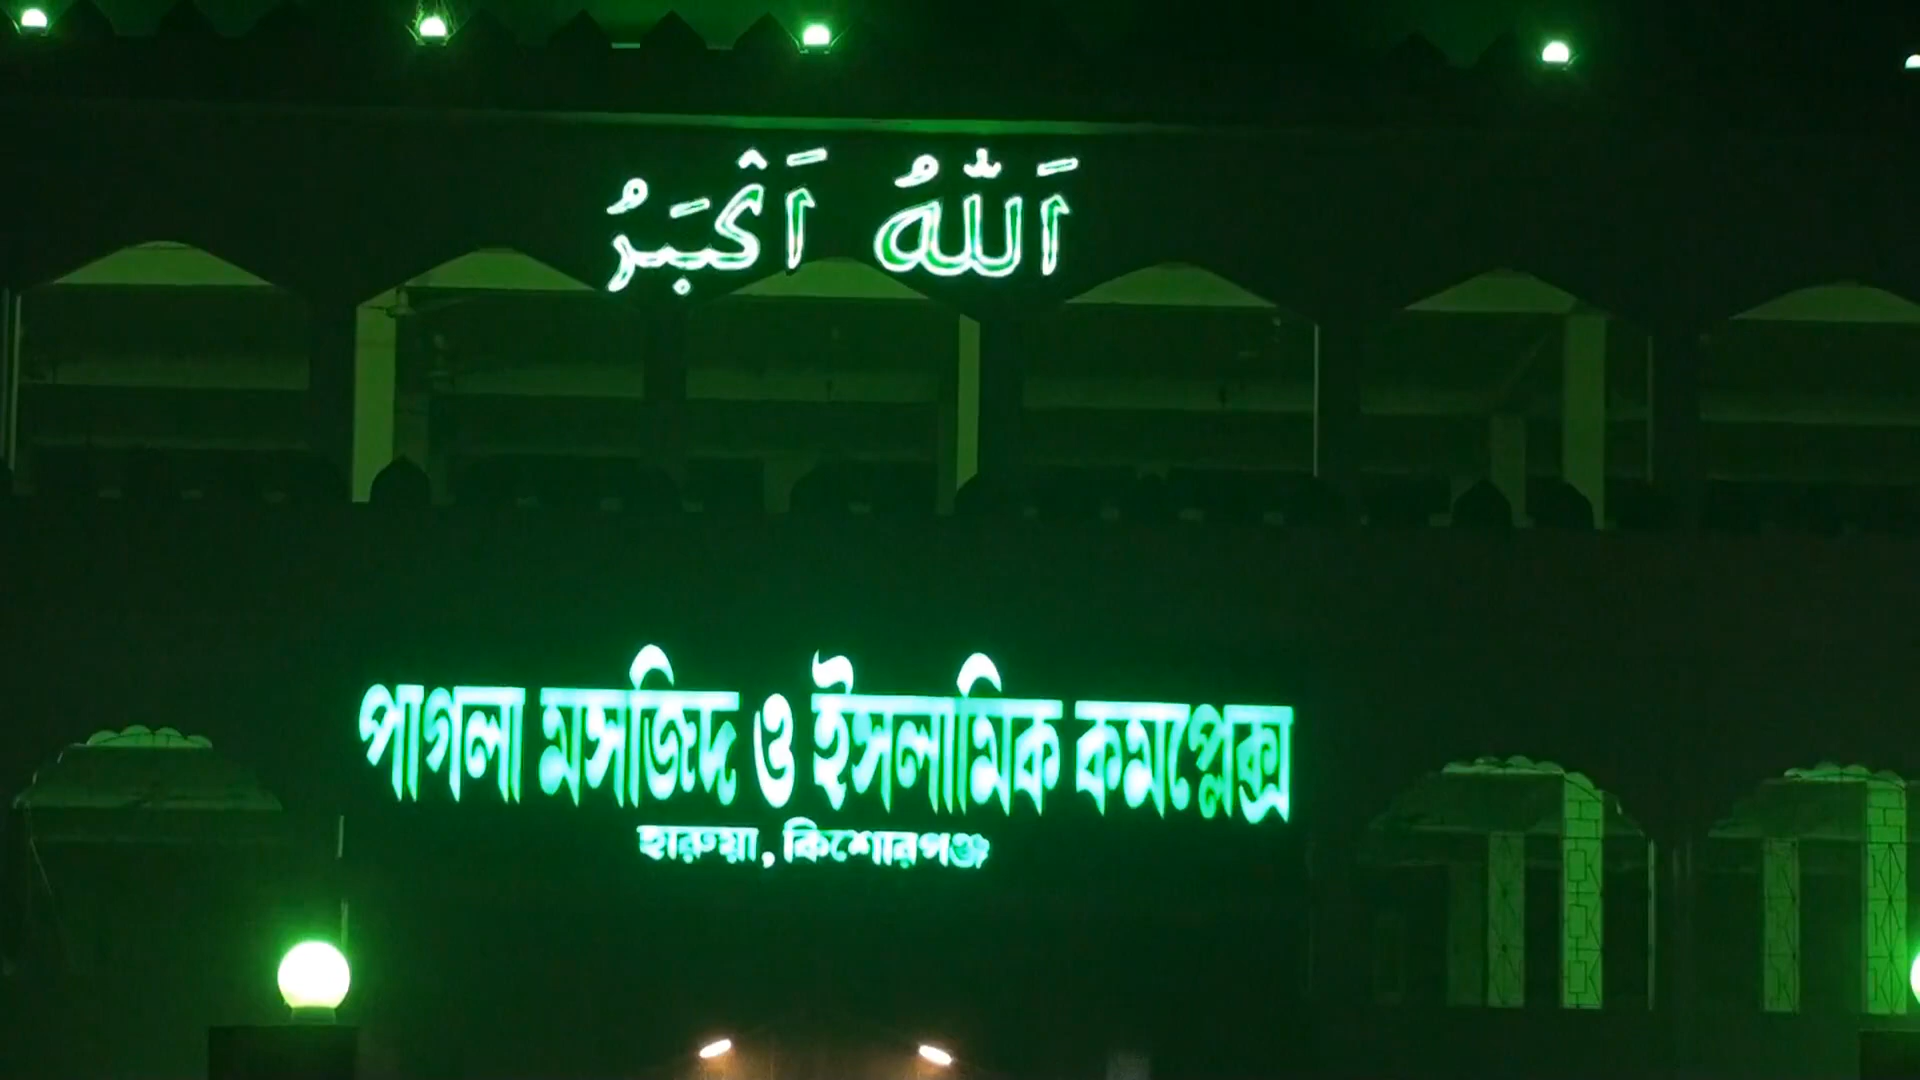 اَللّٰهُ اَكْبَرُ
পাগলা মসজিদ ও ইসলামিক কমপ্লেক্স
হারুয়া, কিশোরগঞ্জ